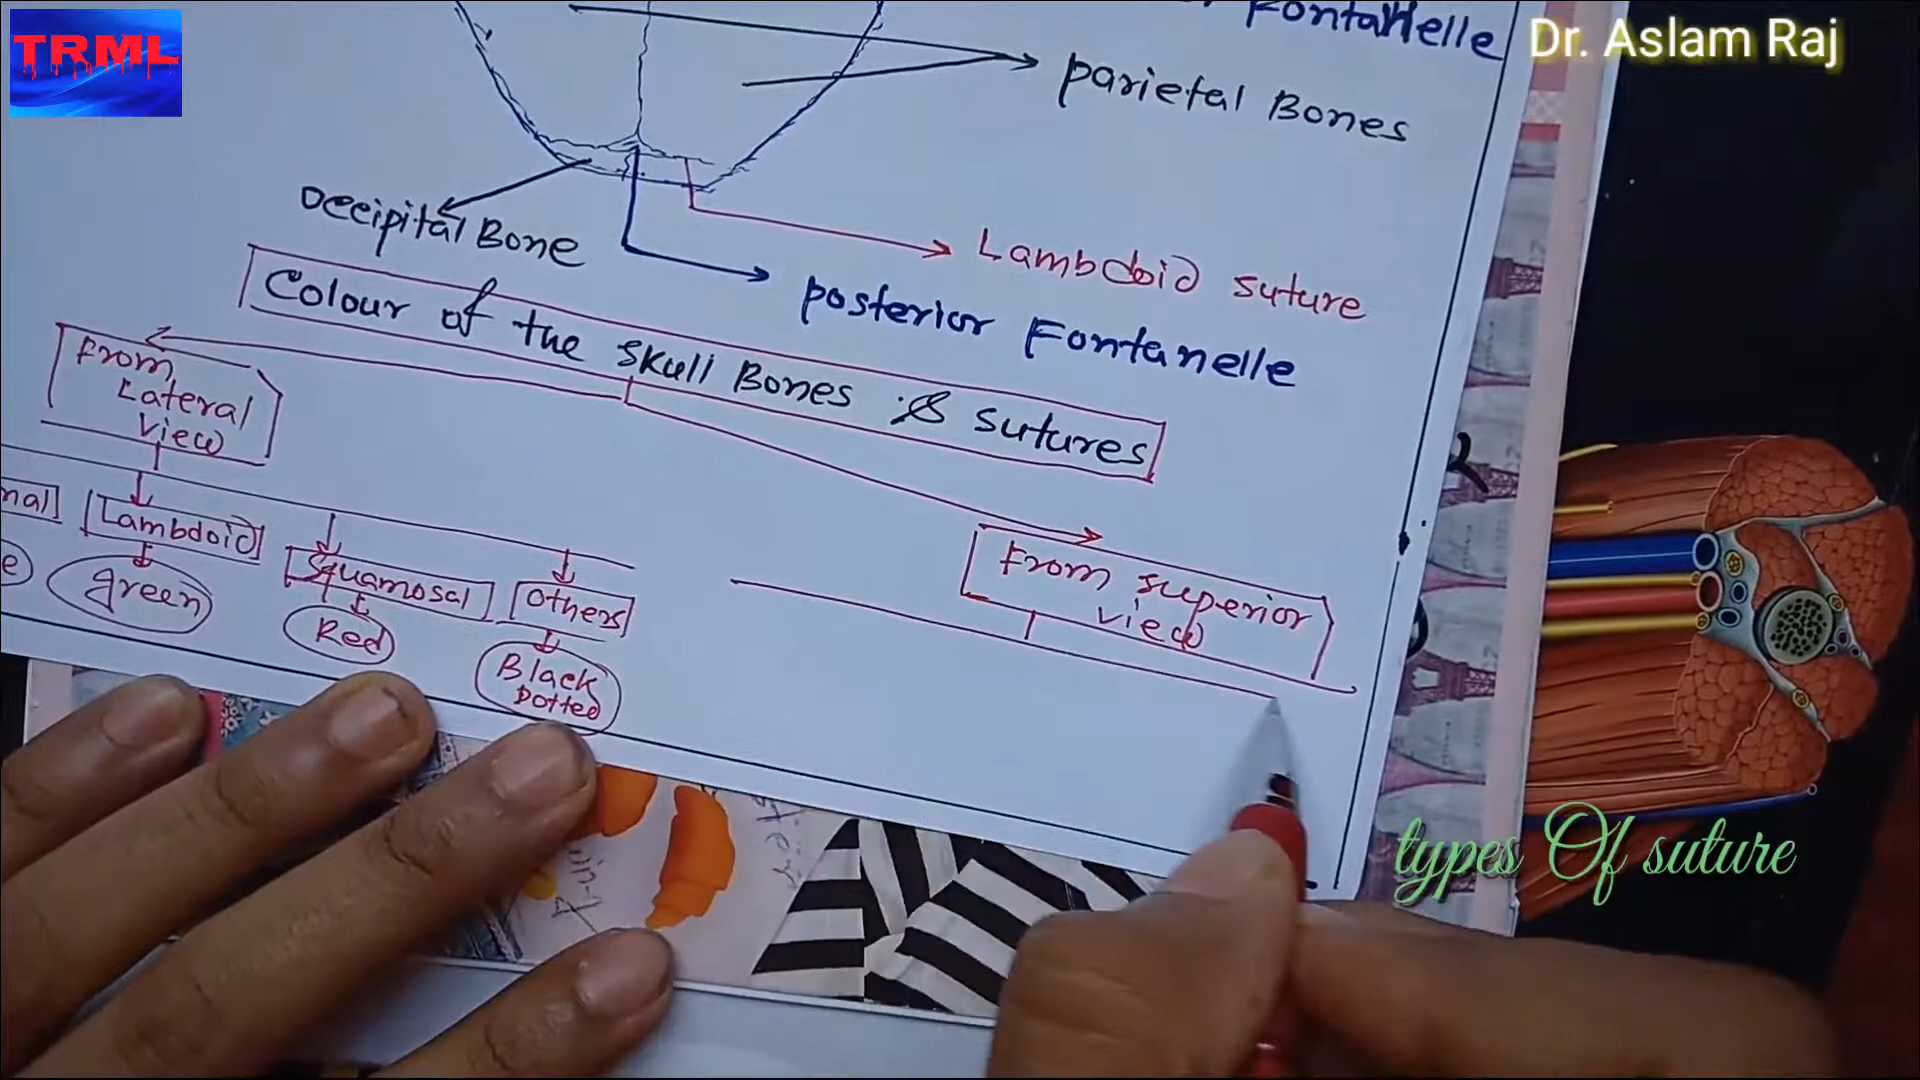 TRML
Fontanelle
Dr. Aslam Raj
parietal Bones
Occipital Bone
Lambdoid suture
posterior Fontanelle
Colour of the skull Bones & sutures
From
Lateral
view
nal
Lambdoid
Squamosal
Others
e
green
Red
Black
Dotted
From superior
view
types Of suture